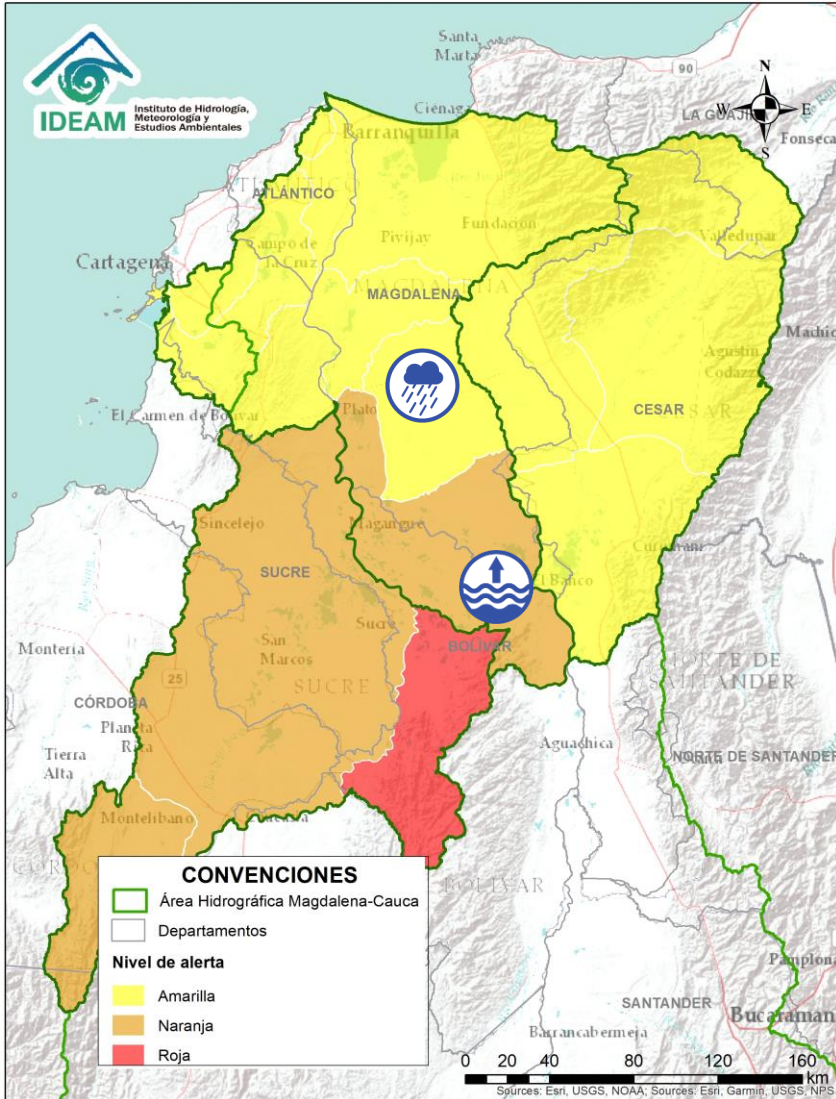 IDEAM
Instituto de Hidrología,
Meteorología y
Estudios Ambientales
Santa
Marta
90
N
W
E
S
LA GUAJIRA
Fonseca
Ciénaga
Barranquilla
ATLÁNTICO
Fundación
Valledupar
Campo de
la Cruz
Pivijay
Cartagena
MAGDALENA
Agustín
Codazzi
CESAR
Plato
El Carmen de Bolívar
Sincelejo
Magangué
SUCRE
El Banco
Sucre
BOLÍVAR
Montería
San
Marcos
SUCRE
NORTE DE
SANTANDER
CÓRDOBA
25
Planeta
Rica
Tierra
Alta
Aguachica
NORTE DE SANTANDER
Montelíbano
BOLÍVAR
CONVENCIONES
Área Hidrográfica Magdalena-Cauca
Departamentos
Nivel de alerta
Amarilla
Naranja
Roja
Pamplona
SANTANDER
Bucaraman
Barrancabermeja
0 20 40 80 120 160
km
Sources: Esri, USGS, NOAA; Sources: Esri, Garmin, USGS, NPS